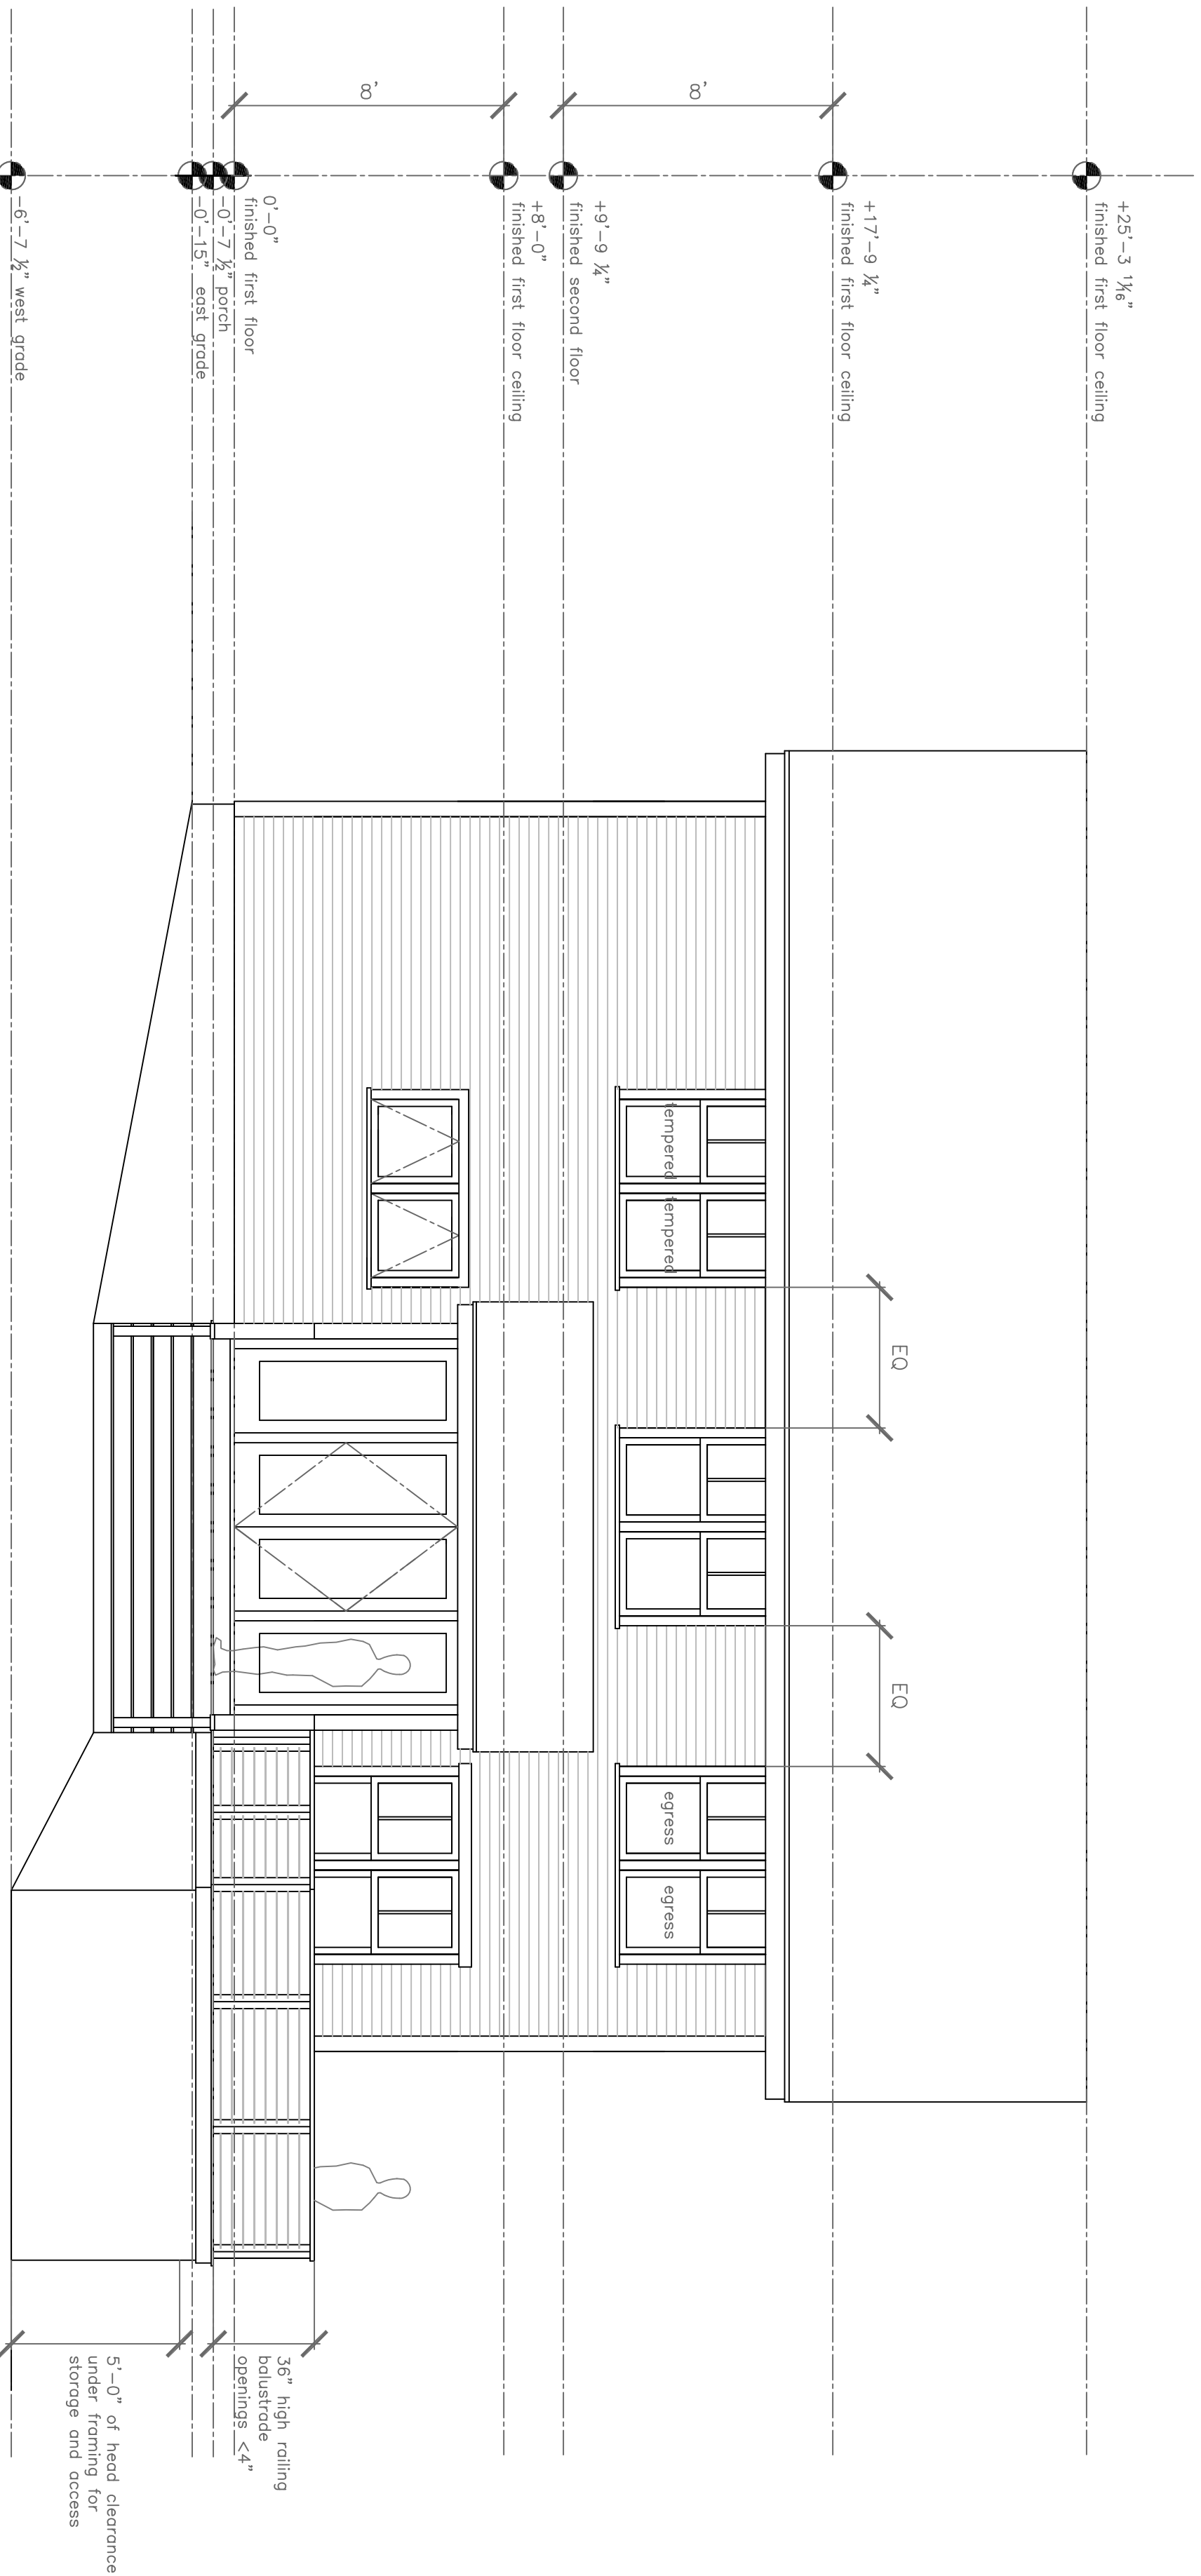 +25'-3 11/16"
finished first floor ceiling
+17'-9 1/4"
finished first floor ceiling
8'
+9'-9 1/4"
finished second floor
+8'-0"
finished first floor ceiling
8'
0'-0"
finished first floor
-0'-7 1/2" porch
-0'-15" east grade
-6'-7 1/2" west grade
EQ
EQ
tempered tempered
egress
egress
36" high railing
balustrade
openings <4"
5'-0" of head clearance
under framing for
storage and access